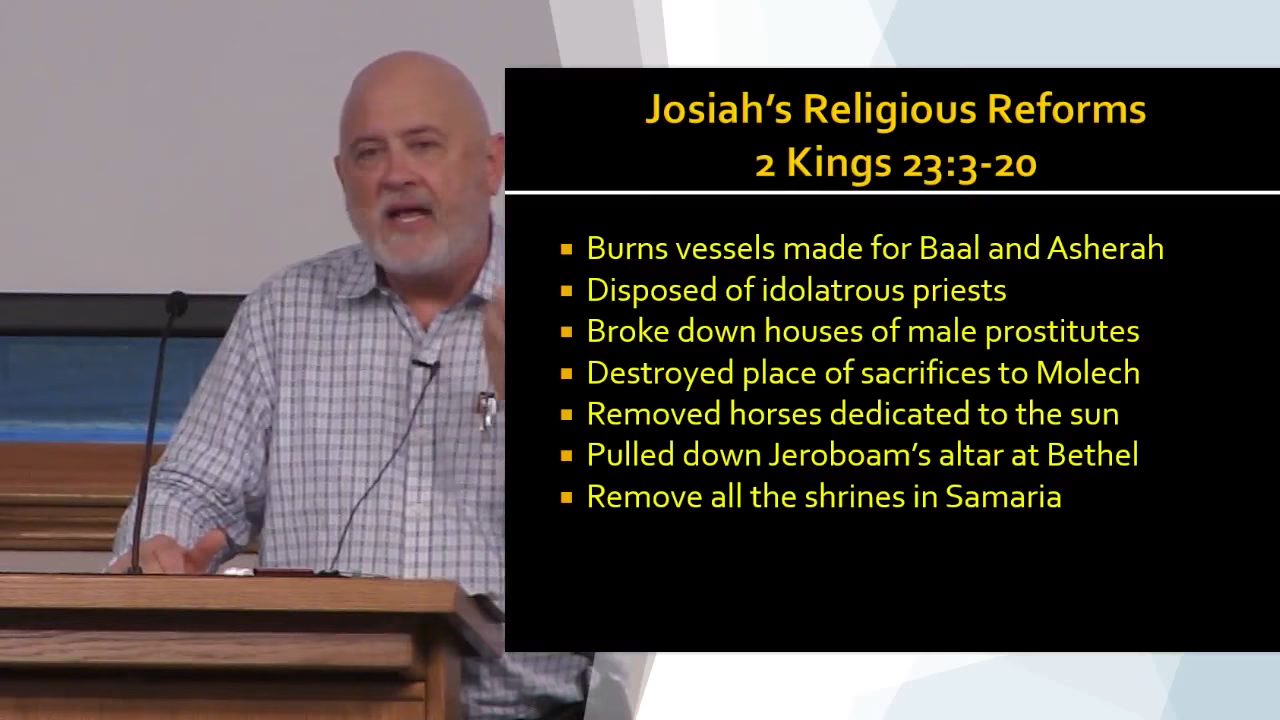 Josiah’s Religious Reforms
2 Kings 23:3-20
Burns vessels made for Baal and Asherah
Disposed of idolatrous priests
Broke down houses of male prostitutes
Destroyed place of sacrifices to Molech
Removed horses dedicated to the sun
Pulled down Jeroboam’s altar at Bethel
Remove all the shrines in Samaria